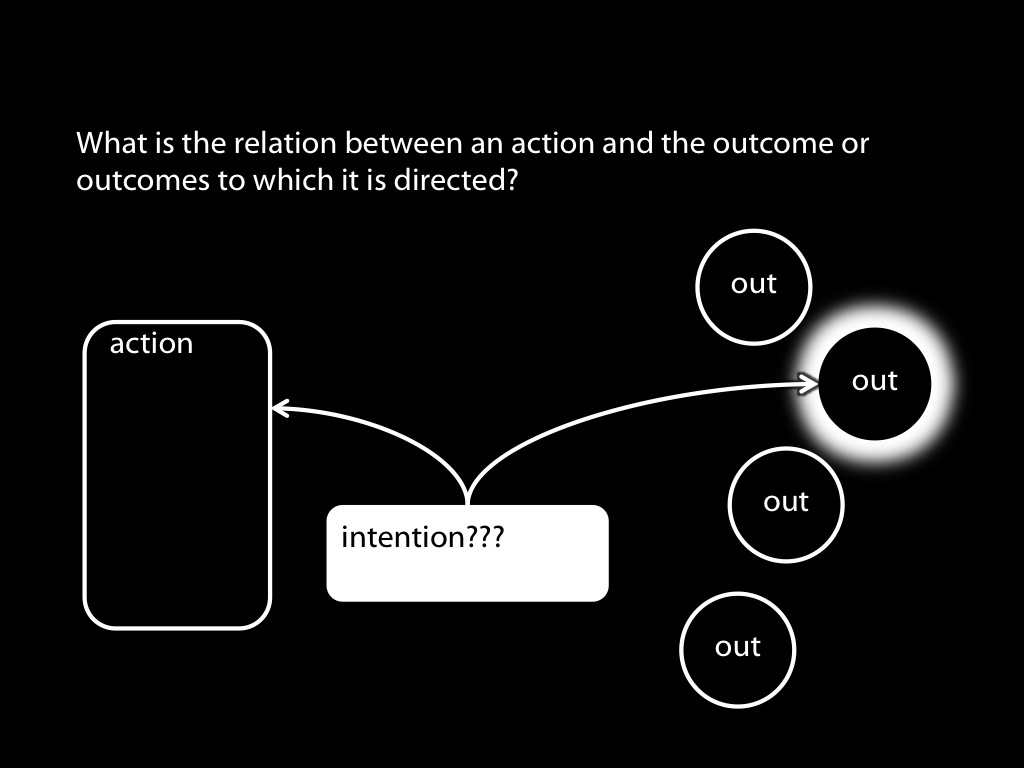 What is the relation between an action and the outcome or
outcomes to which it is directed?
out
action
out
out
intention???
out